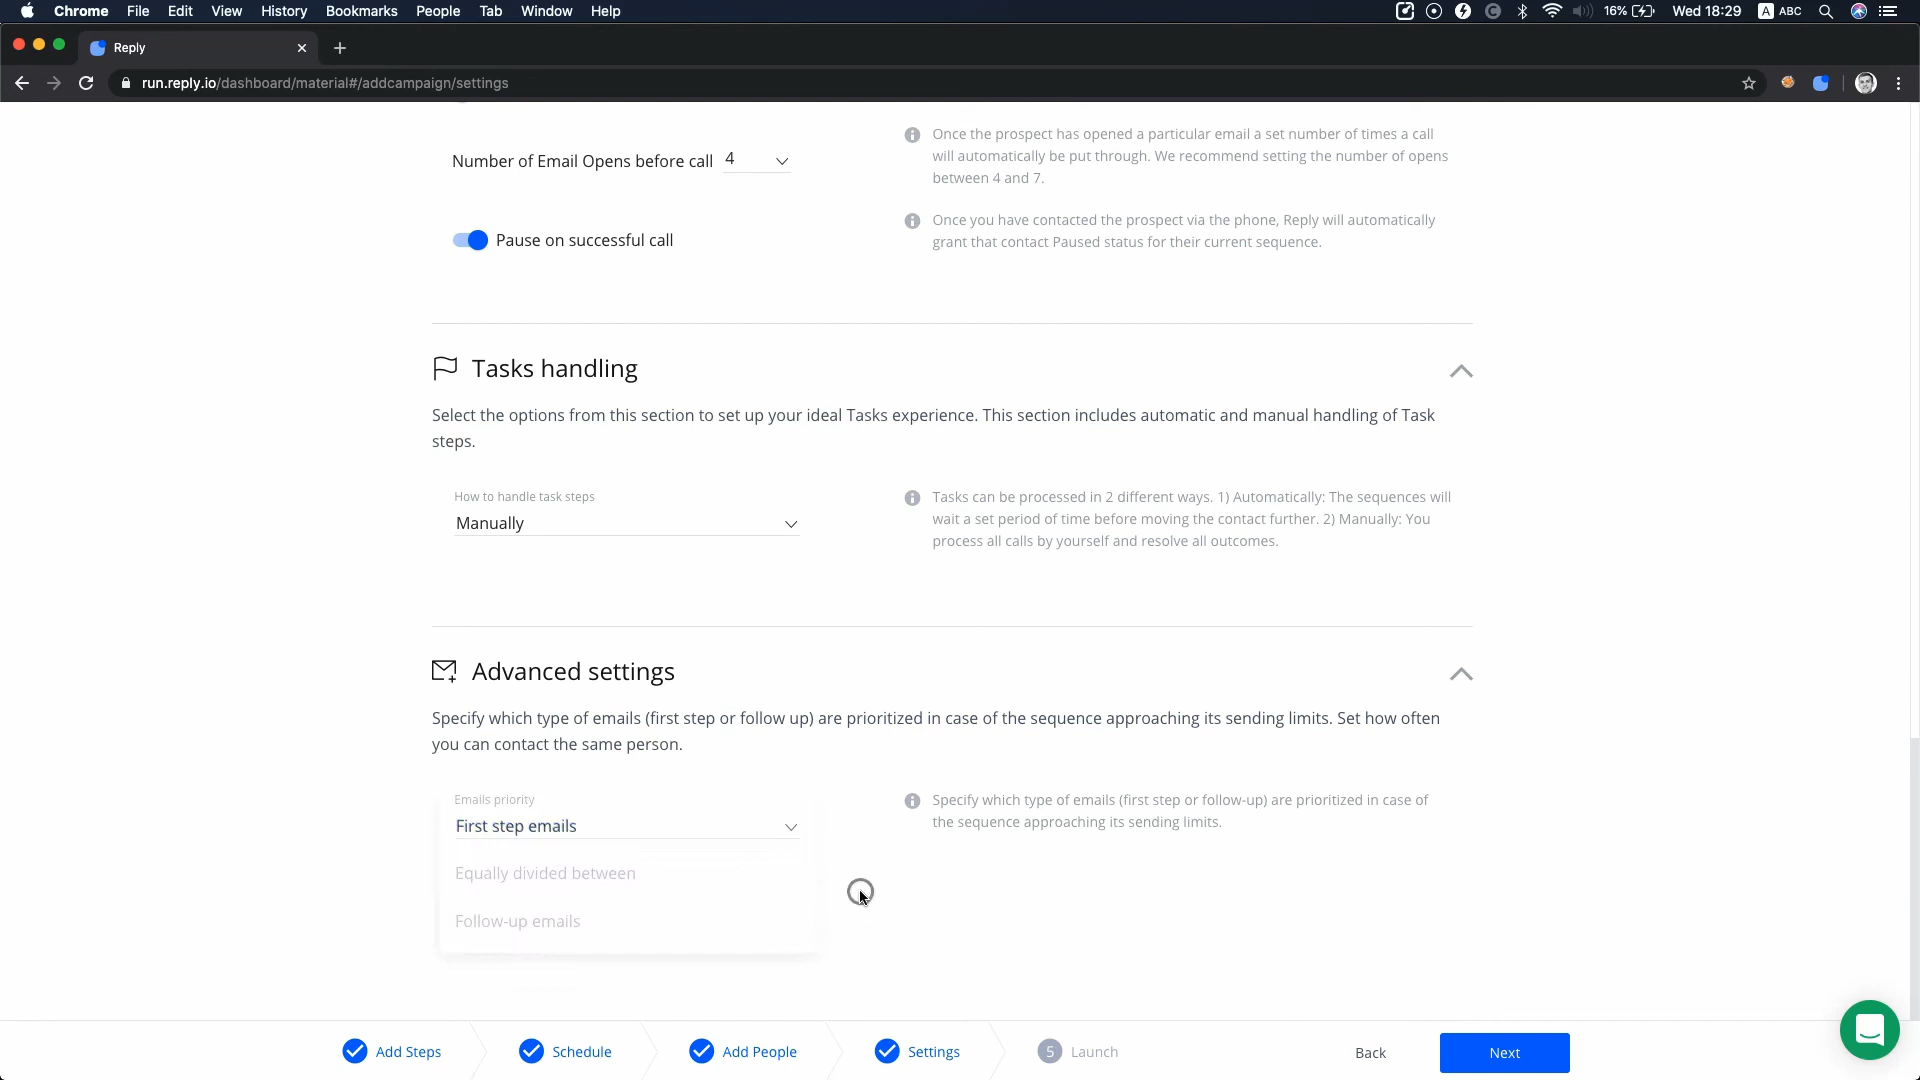 Chrome File Edit View History Bookmarks People Tab Window Help 16% Wed 18:29 A ABC
Reply
run.reply.io/dashboard/material#/addcampaign/settings
Number of Email Opens before call 4
Once the prospect has opened a particular email a set number of times a call
will automatically be put through. We recommend setting the number of opens
between 4 and 7.
Pause on successful call
Once you have contacted the prospect via the phone, Reply will automatically
grant that contact Paused status for their current sequence.
Tasks handling
Select the options from this section to set up your ideal Tasks experience. This section includes automatic and manual handling of Task
steps.
How to handle task steps
Manually
Tasks can be processed in 2 different ways. 1) Automatically: The sequences will
wait a set period of time before moving the contact further. 2) Manually: You
process all calls by yourself and resolve all outcomes.
Advanced settings
Specify which type of emails (first step or follow up) are prioritized in case of the sequence approaching its sending limits. Set how often
you can contact the same person.
Emails priority
First step emails
Equally divided between
Follow-up emails
Specify which type of emails (first step or follow-up) are prioritized in case of
the sequence approaching its sending limits.
Add Steps Schedule Add People Settings 5 Launch Back Next